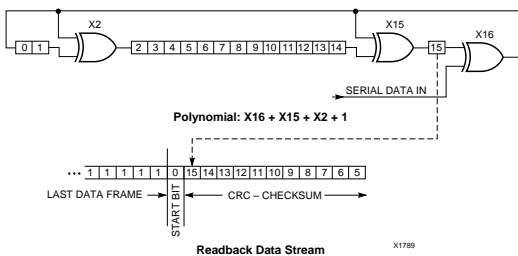 X2
X15
X16
0 1
2 3 4 5 6 7 8 9 10 11 12 13 14
15
SERIAL DATA IN
Polynomial: X16 + X15 + X2 + 1
••• 1 1 1 1 1 0 15 14 13 12 11 10 9 8 7 6 5
LAST DATA FRAME
START BIT
CRC – CHECKSUM
Readback Data Stream
X1789